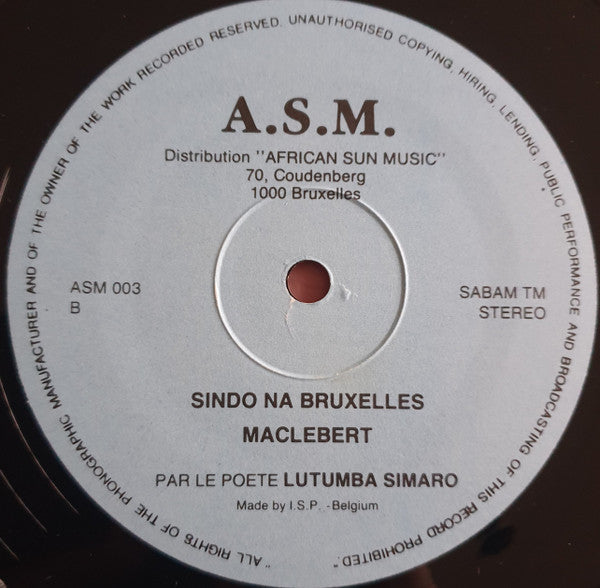 "ALL RIGHTS OF THE PHONOGRAPHIC MANUFACTURER AND OF THE OWNER OF THE WORK RECORDED RESERVED. UNAUTHORISED COPYING, HIRING, LENDING, PUBLIC PERFORMANCE AND BROADCASTING OF THIS RECORD PROHIBITED."
A.S.M.
Distribution "AFRICAN SUN MUSIC"
70, Coudenberg
1000 Bruxelles
ASM 003
B
SABAM TM
STEREO
SINDO NA BRUXELLES
MACLEBERT
PAR LE POETE LUTUMBA SIMARO
Made by I.S.P. -Belgium